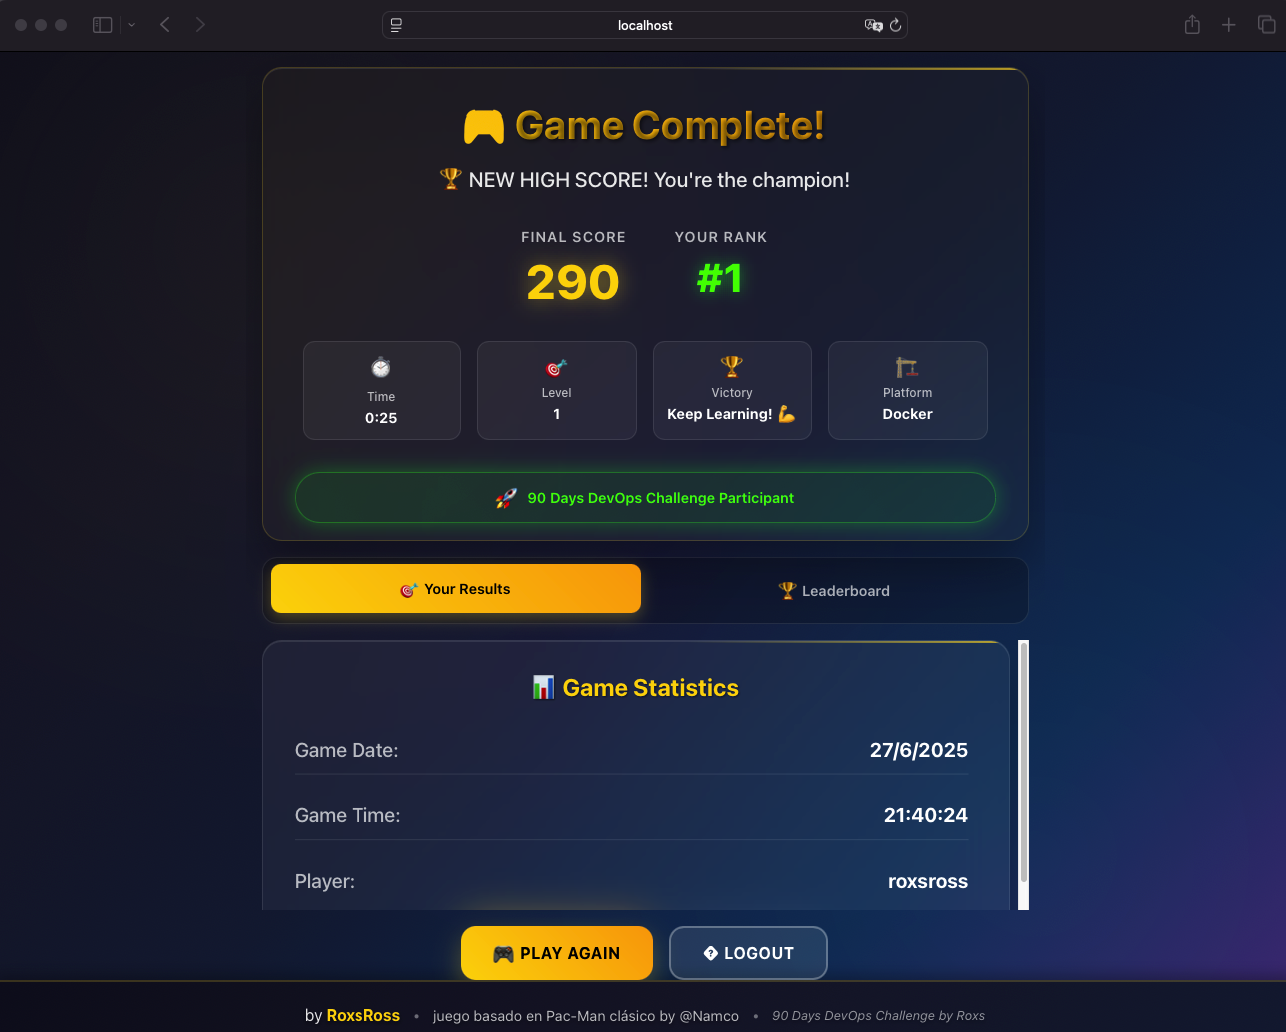 localhost
Game Complete!
🏆 NEW HIGH SCORE! You're the champion!
FINAL SCORE
290
YOUR RANK
#1
Time
0:25
Level
1
Victory
Keep Learning! 💪
Platform
Docker
🚀 90 Days DevOps Challenge Participant
🎯 Your Results
🏆 Leaderboard
📊 Game Statistics
Game Date: 27/6/2025
Game Time: 21:40:24
Player: roxsross
🎮 PLAY AGAIN
LOGOUT
by RoxsRoss • juego basado en Pac-Man clásico by @Namco • 90 Days DevOps Challenge by Roxs